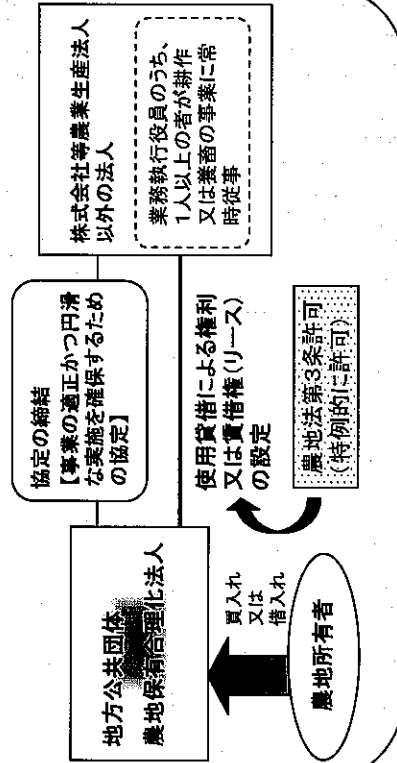 協定の締結
【事業の適正かつ円滑
な実施を確保するため
の協定】
地方公共団体
農地保有合理化法人
株式会社等農業生産法人
以外の法人
業務執行役員のうち、
1人以上の者が耕作
又は養畜の事業に常
時従事
使用貸借による権利
又は賃借権(リース)
の設定
買入れ
又は
借入れ
農地法第3条許可
(特例的に許可)
農地所有者